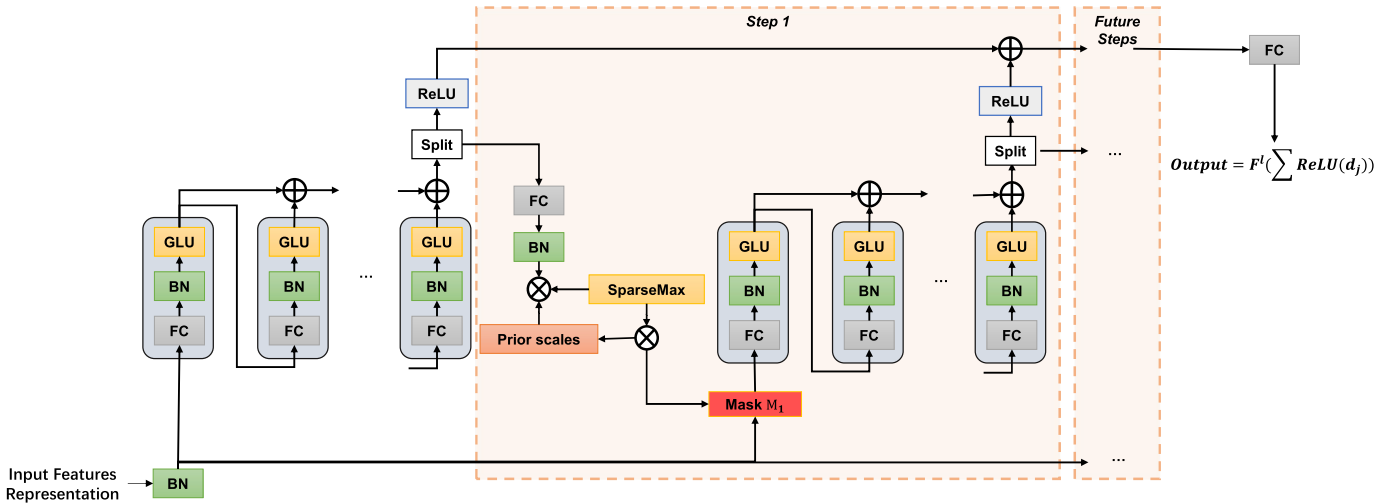 Step 1
Future
Steps
FC
ReLU
ReLU
Split
Split
...
Output = F^l(∑ ReLU(d_j))
FC
BN
GLU
GLU
...
GLU
GLU
GLU
...
GLU
BN
BN
BN
BN
BN
BN
FC
FC
FC
FC
FC
FC
SparseMax
Prior scales
Mask M₁
Input Features
Representation
BN
...